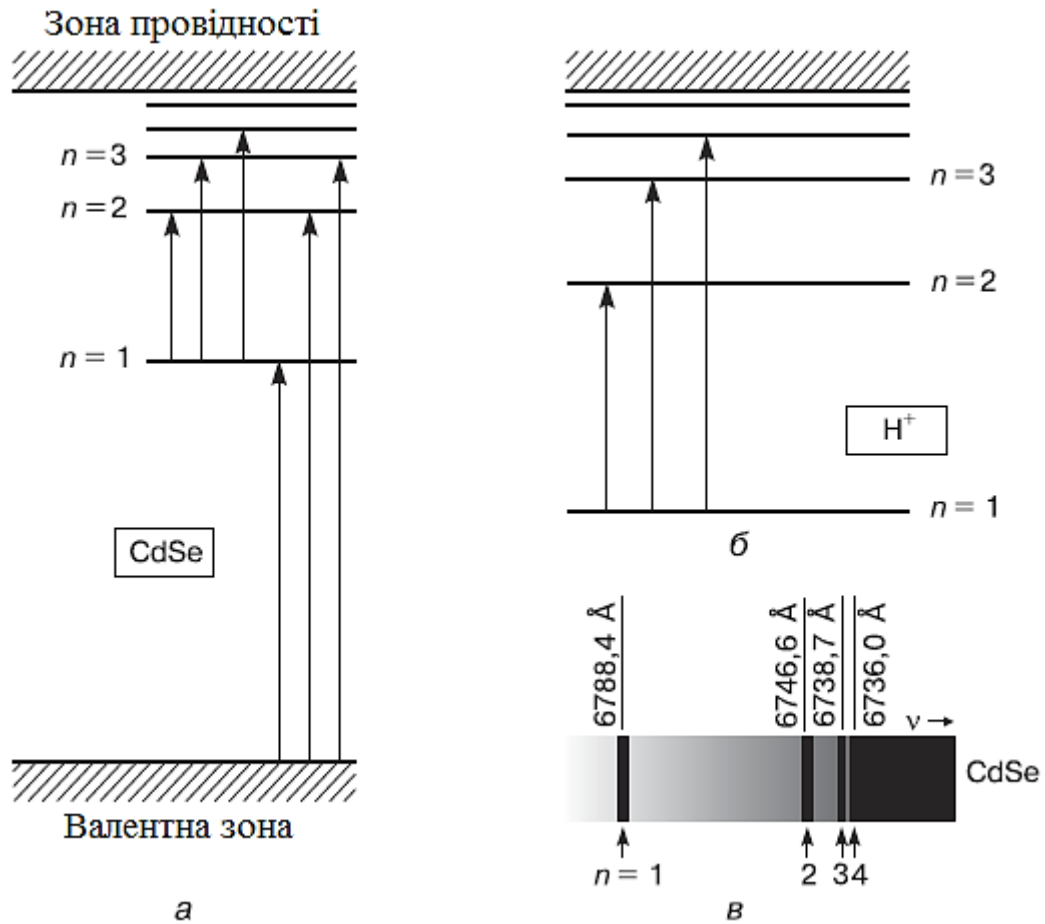 Зона провідності
n = 3
n = 2
n = 1
CdSe
Валентна зона
а
n = 3
n = 2
H⁺
n = 1
б
6788,4 Å
6746,6 Å
6738,7 Å
6736,0 Å
ν →
CdSe
n = 1 2 3 4
в